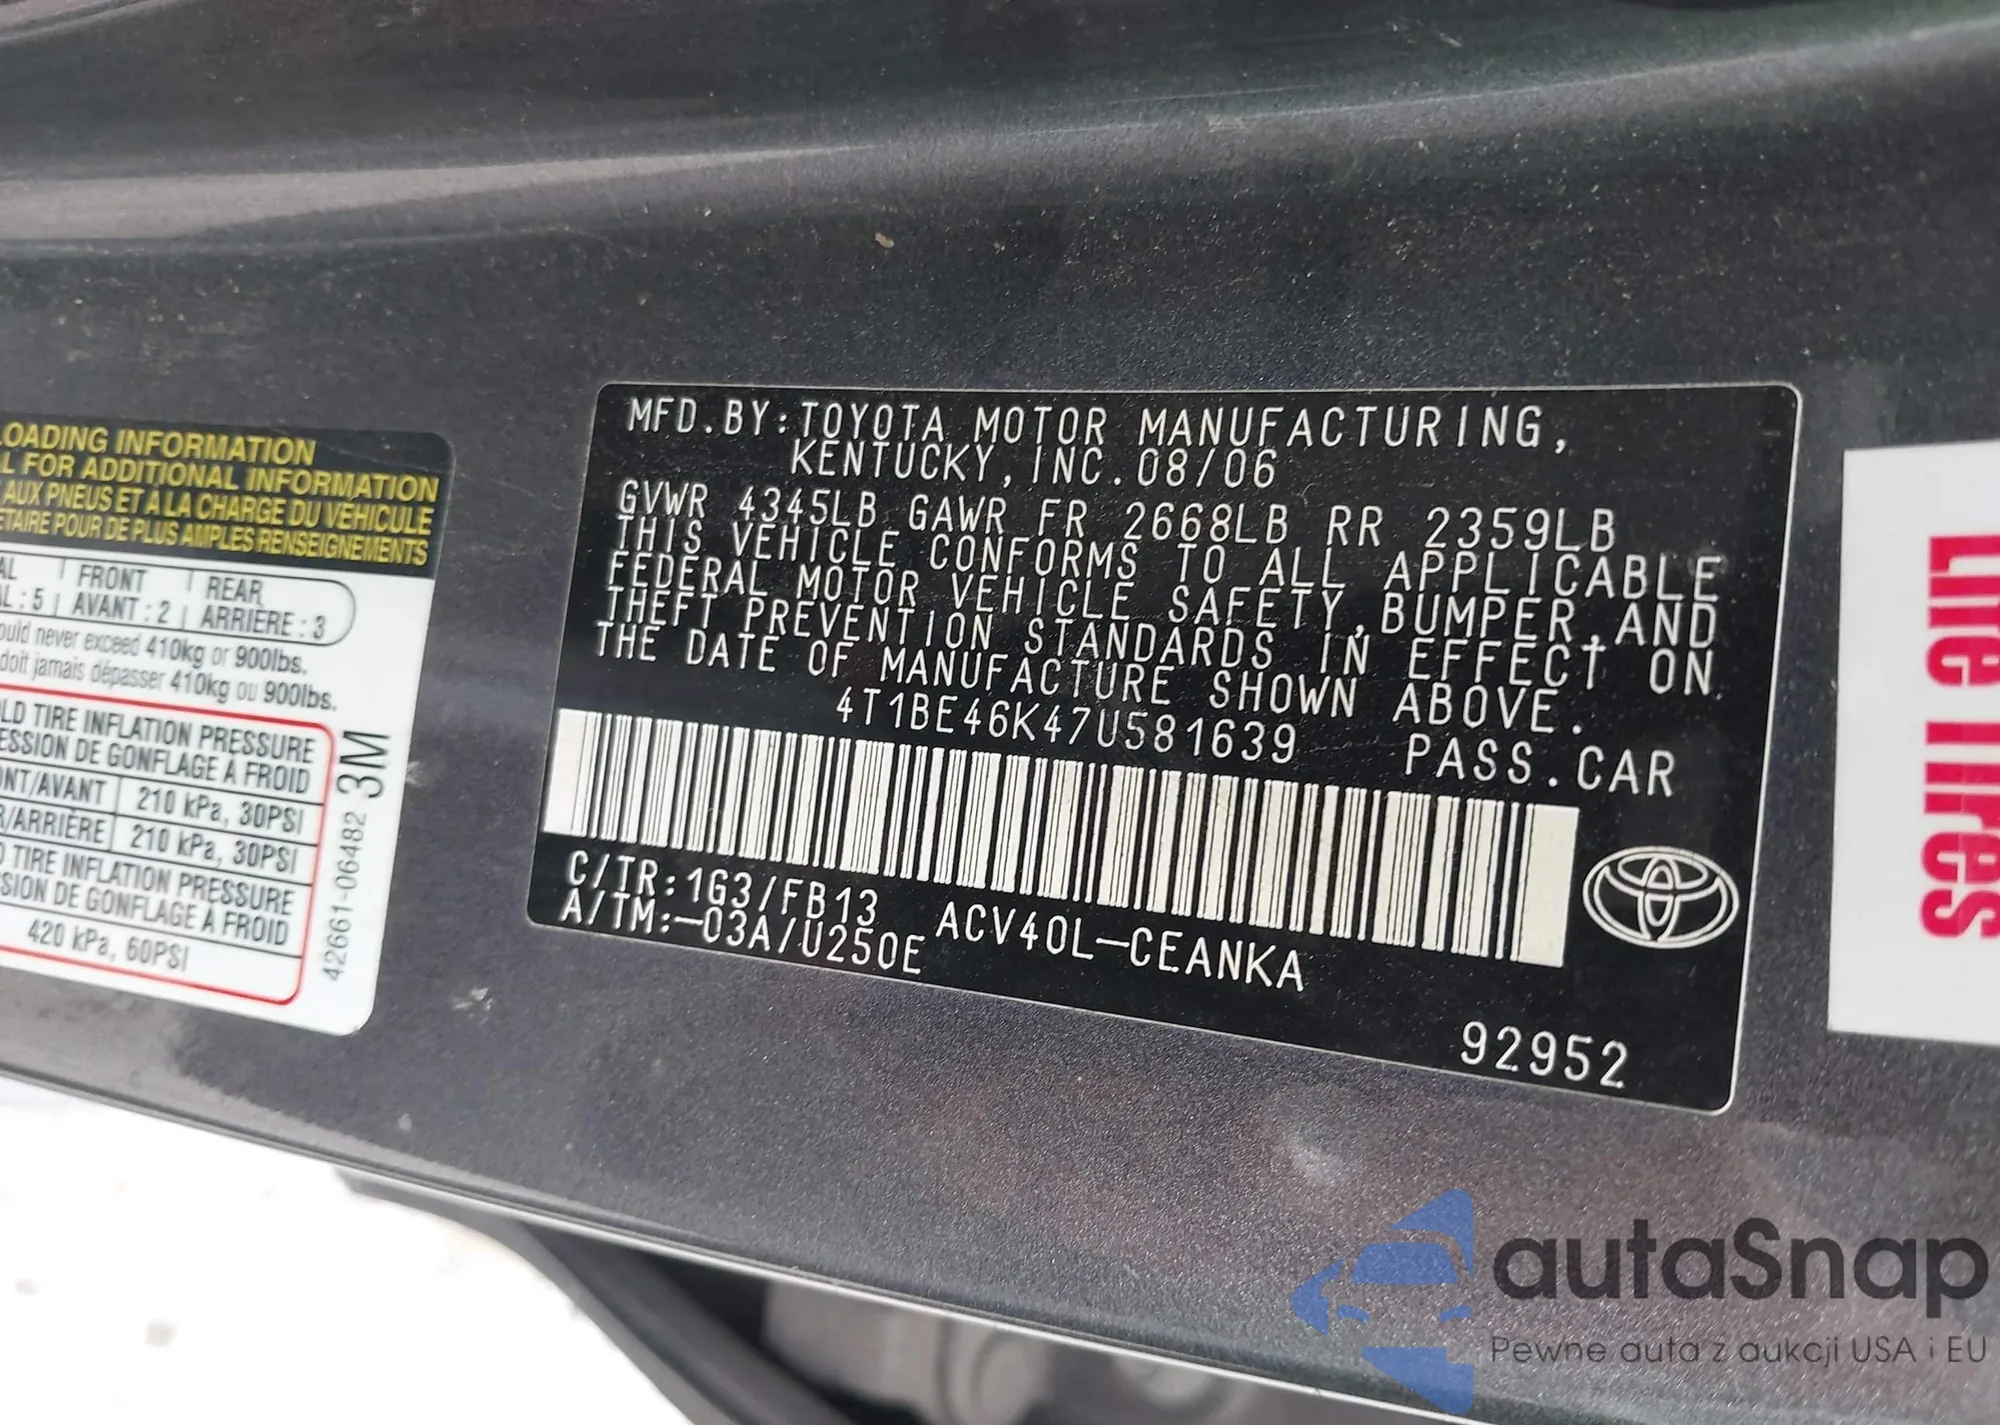 LOADING INFORMATION
FOR ADDITIONAL INFORMATION
AUX PNEUS ET À LA CHARGE DU VÉHICULE
POUR DE PLUS AMPLES RENSEIGNEMENTS
FRONT REAR
: 5 AVANT : 2 ARRIÈRE : 3
never exceed 410kg or 900lbs.
doit jamais dépasser 410kg ou 900lbs.
TIRE INFLATION PRESSURE
DE GONFLAGE À FROID
/AVANT 210 kPa, 30PSI
/ARRIÈRE 210 kPa, 30PSI
TIRE INFLATION PRESSURE
DE GONFLAGE À FROID
420 kPa, 60PSI
42661-06482 3M
MFD.BY:TOYOTA MOTOR MANUFACTURING,
KENTUCKY,INC.08/06
GVWR 4345LB GAWR FR 2668LB RR 2359LB
THIS VEHICLE CONFORMS TO ALL APPLICABLE
FEDERAL MOTOR VEHICLE SAFETY,BUMPER,AND
THEFT PREVENTION STANDARDS IN EFFECT ON
THE DATE OF MANUFACTURE SHOWN ABOVE.
4T1BE46K47U581639 PASS.CAR
C/TR:1G3/FB13
A/TM:-03A/U250E ACV40L-CEANKA
92952
Tires
autaSnap
Pewne auta z aukcji USA i EU